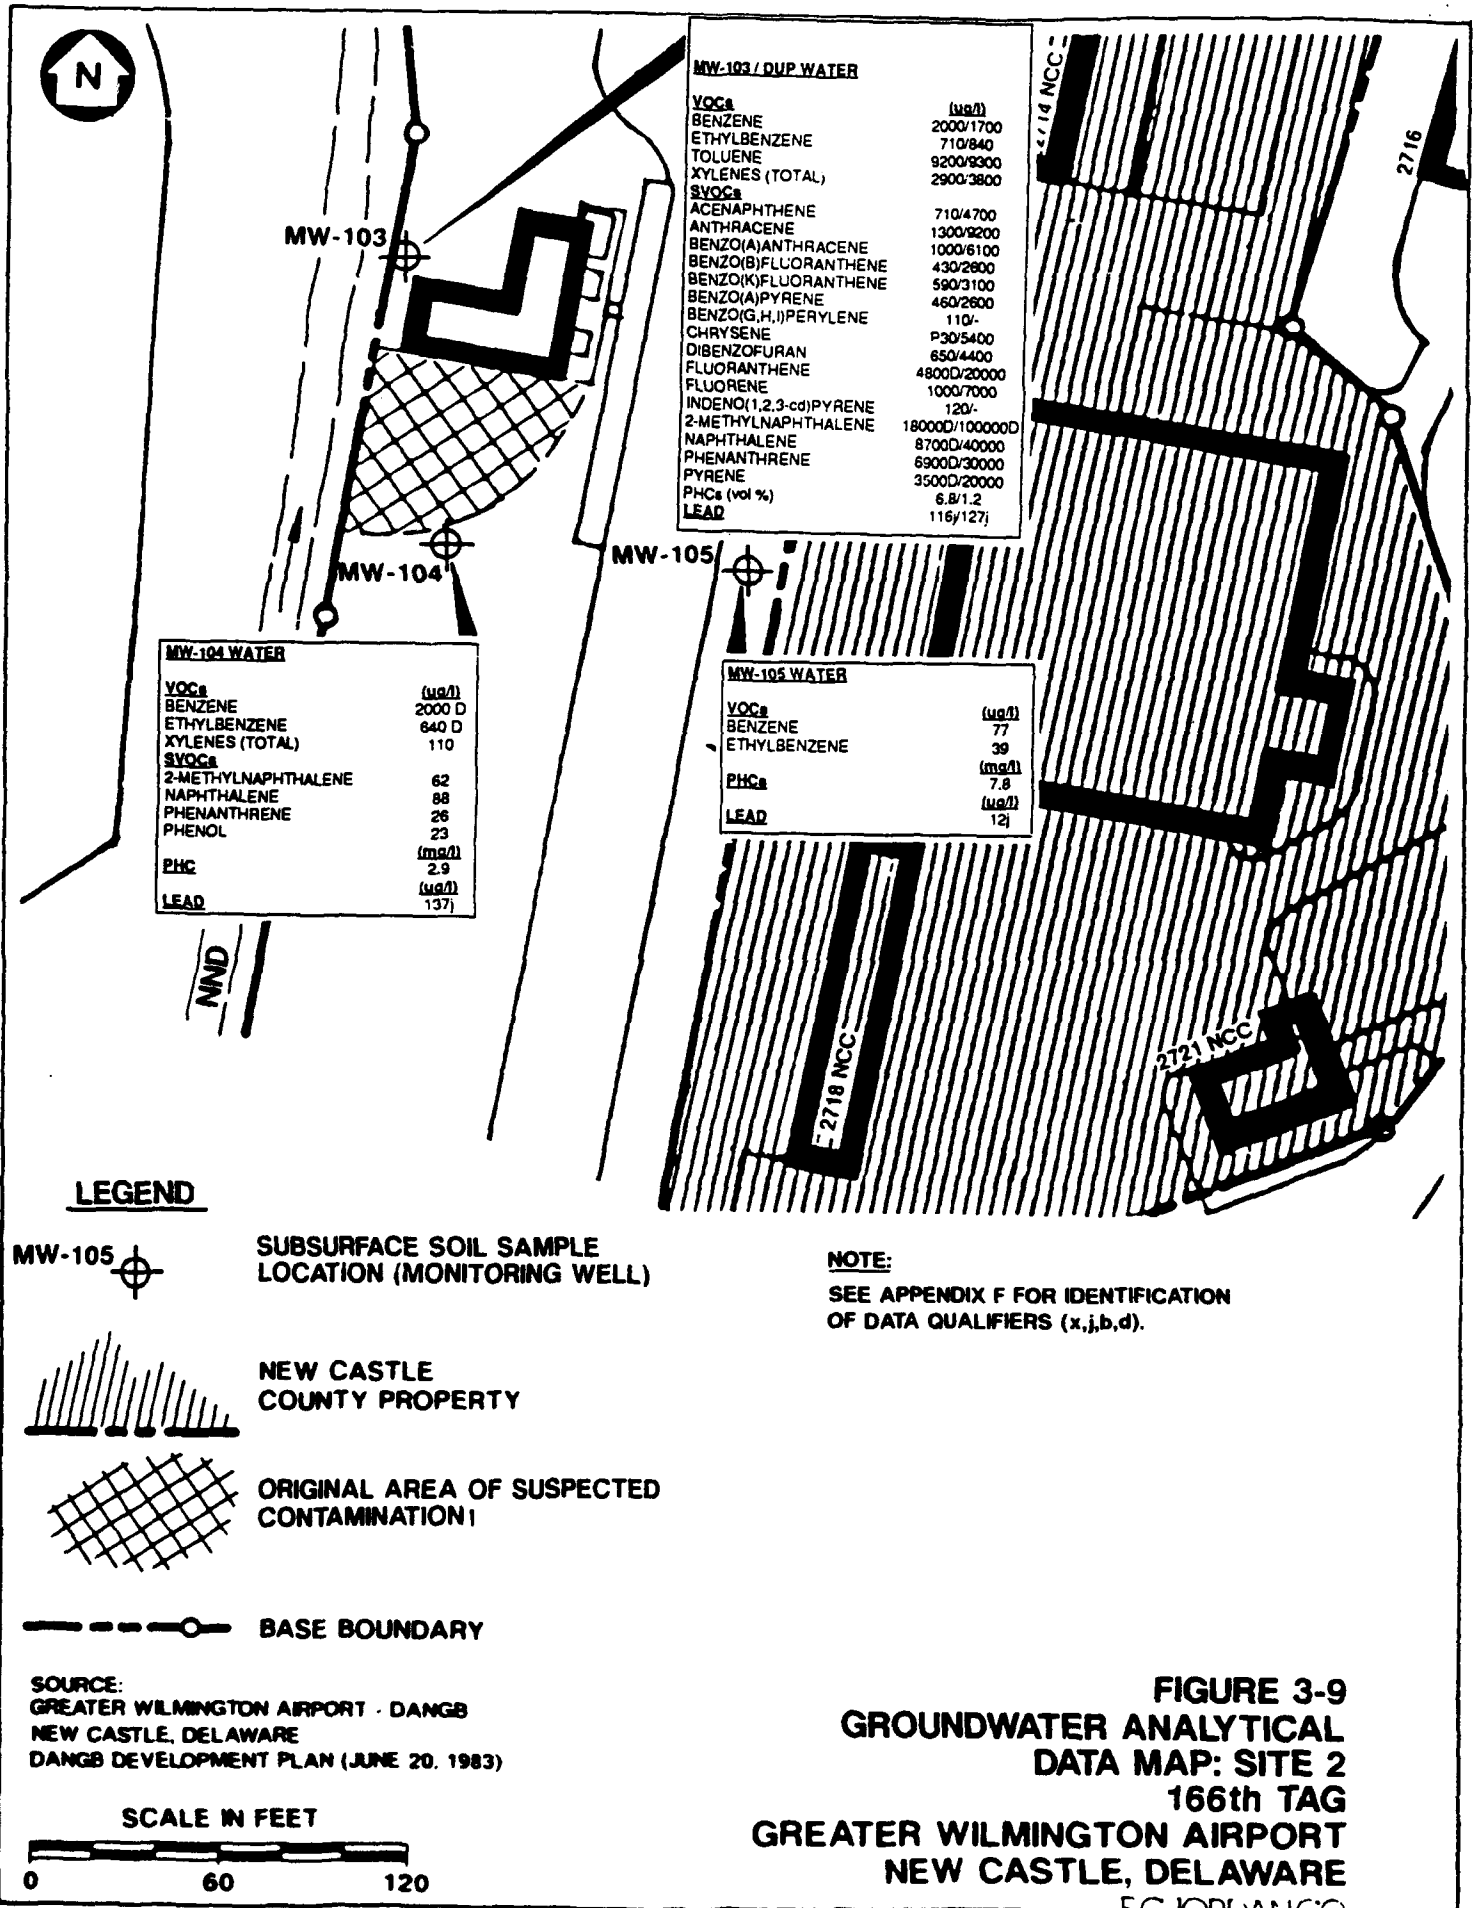 N
MW-103 / DUP WATER
VOCs (ug/l)
BENZENE 2000/1700
ETHYLBENZENE 710/840
TOLUENE 9200/9300
XYLENES (TOTAL) 2900/3800
SVOCs
ACENAPHTHENE 710/4700
ANTHRACENE 1300/9200
BENZO(A)ANTHRACENE 1000/6100
BENZO(B)FLUORANTHENE 430/2600
BENZO(K)FLUORANTHENE 590/3100
BENZO(A)PYRENE 460/2600
BENZO(G,H,I)PERYLENE 110/-
CHRYSENE P30/5400
DIBENZOFURAN 650/4400
FLUORANTHENE 4800D/20000
FLUORENE 1000/7000
INDENO(1,2,3-cd)PYRENE 120/-
2-METHYLNAPHTHALENE 18000D/100000D
NAPHTHALENE 8700D/40000
PHENANTHRENE 6900D/30000
PYRENE 3500D/20000
PHCs (vol %) 6.8/1.2
LEAD 116j/127j
2714 NCC
2716
MW-103
MW-104
MW-105
MW-104 WATER
VOCs (ug/l)
BENZENE 2000 D
ETHYLBENZENE 640 D
XYLENES (TOTAL) 110
SVOCs
2-METHYLNAPHTHALENE 62
NAPHTHALENE 88
PHENANTHRENE 26
PHENOL 23
(mg/l)
PHC 2.9
(ug/l)
LEAD 137j
MW-105 WATER
VOCs (ug/l)
BENZENE 77
ETHYLBENZENE 39
(mg/l)
PHCs 7.8
(ug/l)
LEAD 12j
NND
2718 NCC
2721 NCC
LEGEND
MW-105
SUBSURFACE SOIL SAMPLE
LOCATION (MONITORING WELL)
NEW CASTLE
COUNTY PROPERTY
ORIGINAL AREA OF SUSPECTED
CONTAMINATION
BASE BOUNDARY
NOTE:
SEE APPENDIX F FOR IDENTIFICATION
OF DATA QUALIFIERS (x,j,b,d).
SOURCE:
GREATER WILMINGTON AIRPORT - DANGB
NEW CASTLE, DELAWARE
DANGB DEVELOPMENT PLAN (JUNE 20, 1983)
SCALE IN FEET
0 60 120
FIGURE 3-9
GROUNDWATER ANALYTICAL
DATA MAP: SITE 2
166th TAG
GREATER WILMINGTON AIRPORT
NEW CASTLE, DELAWARE